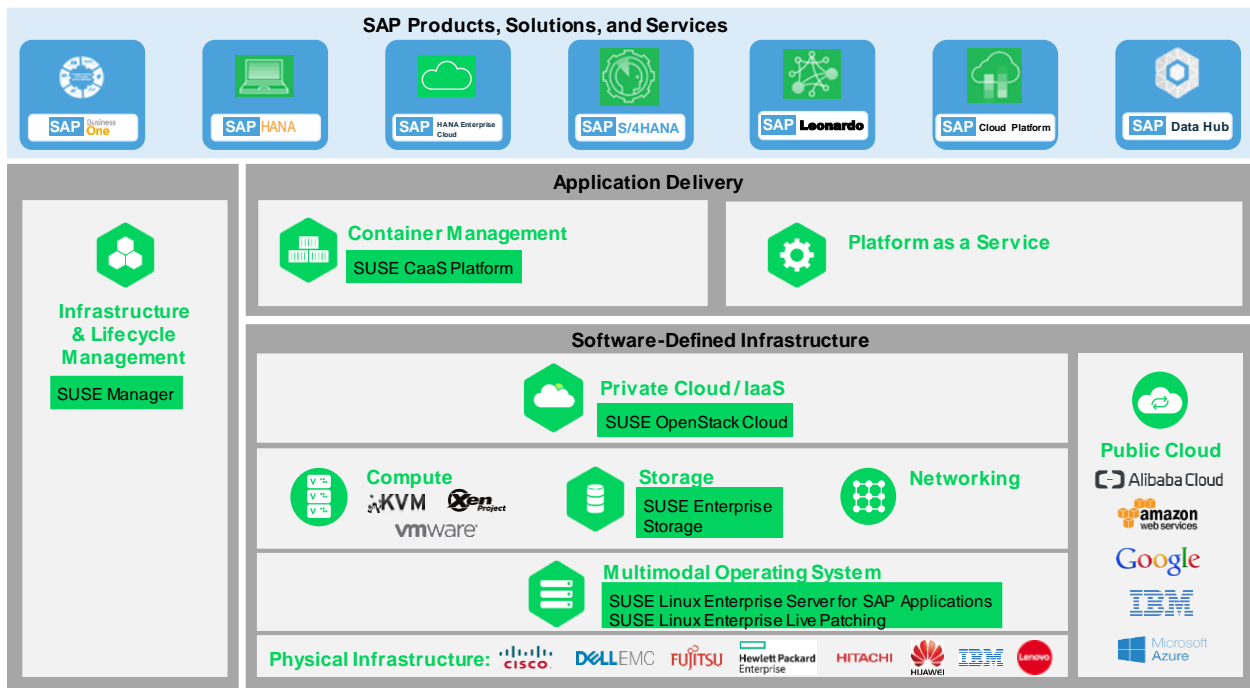 SAP Products, Solutions, and Services
SAP Business One
SAP HANA
SAP HANA Enterprise Cloud
SAP S/4HANA
SAP Leonardo
SAP Cloud Platform
SAP Data Hub
Infrastructure
& Lifecycle
Management
SUSE Manager
Application Delivery
Container Management
SUSE CaaS Platform
Platform as a Service
Software-Defined Infrastructure
Private Cloud / IaaS
SUSE OpenStack Cloud
Compute
KVM
Xen Project
vmware
Storage
SUSE Enterprise
Storage
Networking
Multimodal Operating System
SUSE Linux Enterprise Server for SAP Applications
SUSE Linux Enterprise Live Patching
Physical Infrastructure:
CISCO
DELL EMC
FUJITSU
Hewlett Packard
Enterprise
HITACHI
HUAWEI
IBM
Lenovo
Public Cloud
Alibaba Cloud
amazon
web services
Google
IBM
Microsoft
Azure